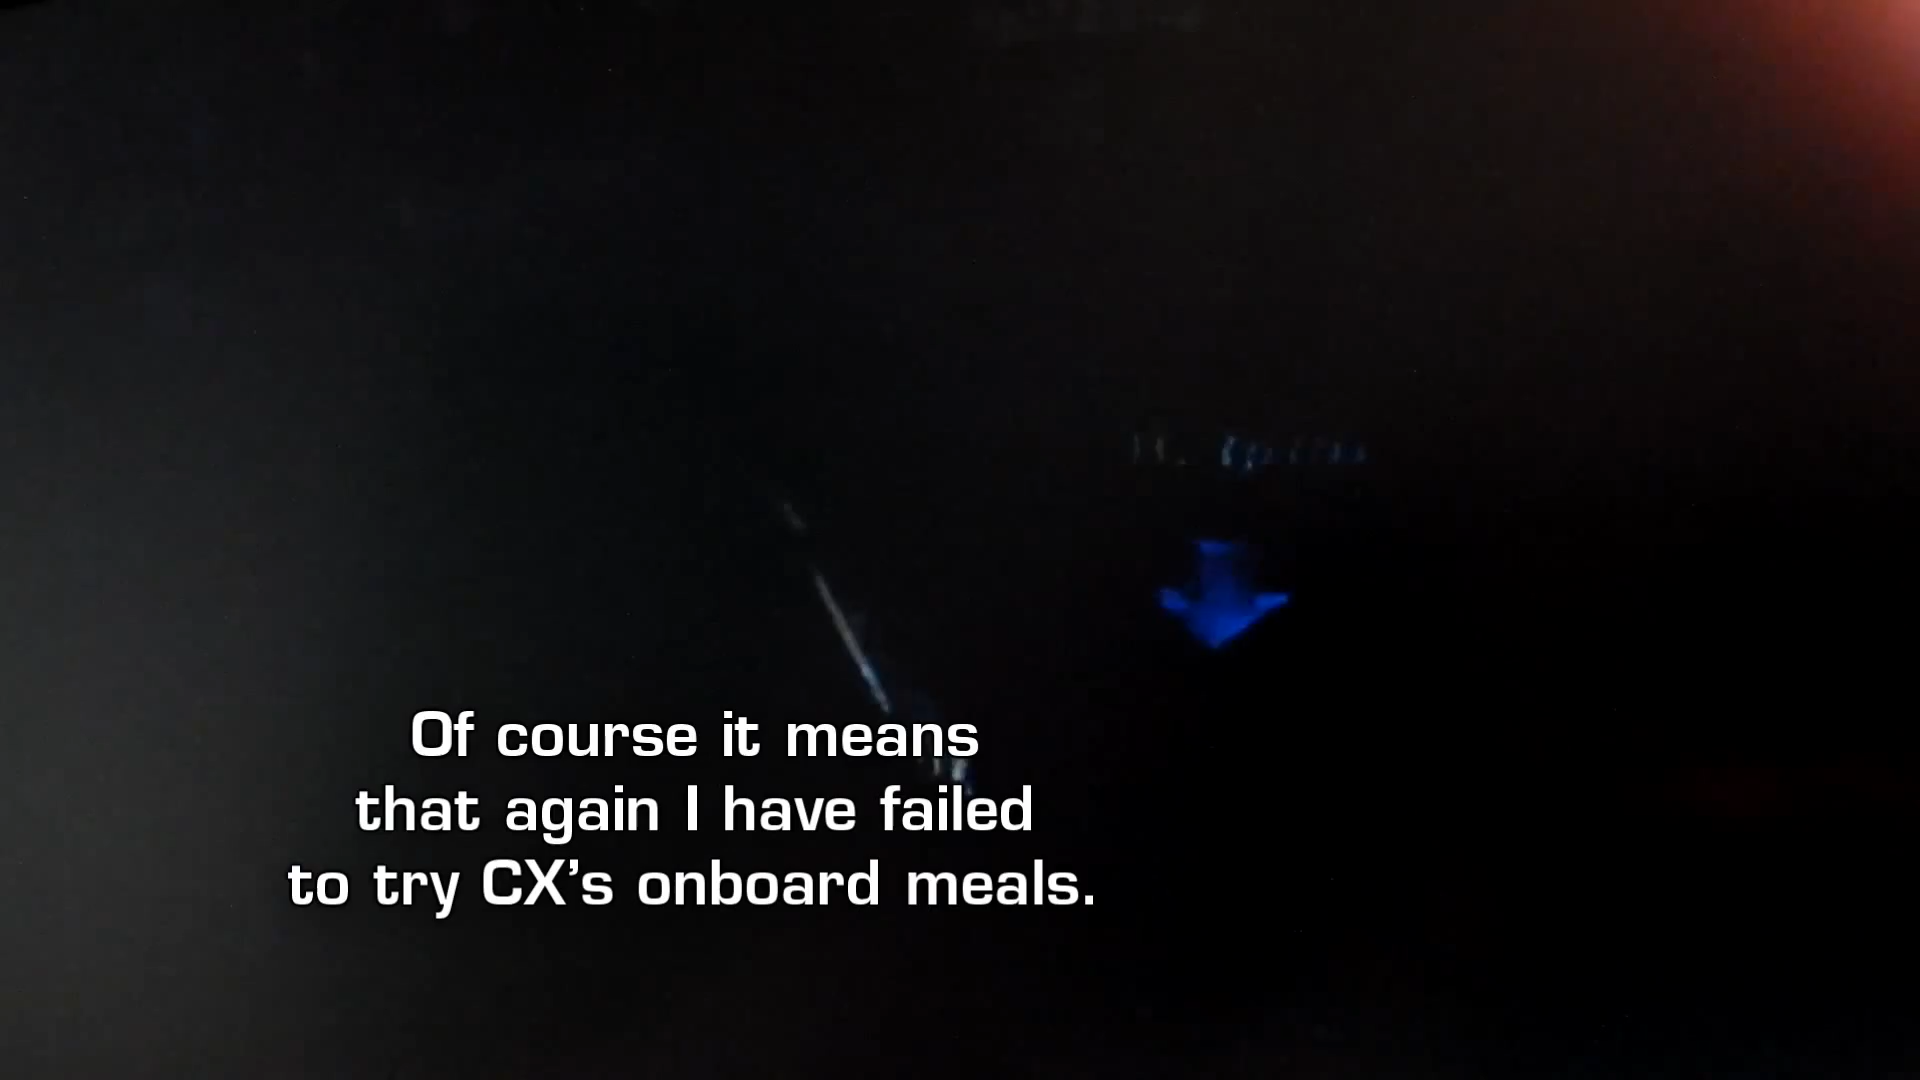 Of course it means
that again I have failed
to try CX's onboard meals.